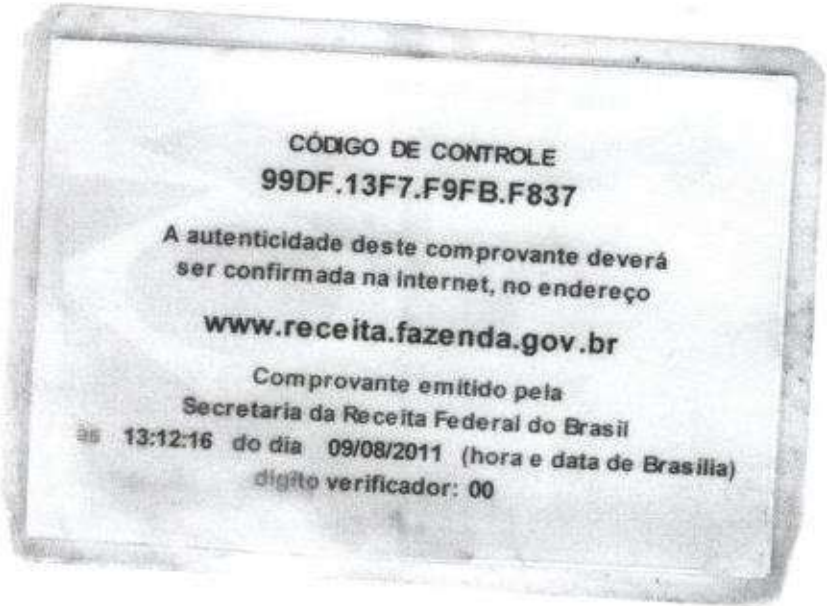 CÓDIGO DE CONTROLE
99DF.13F7.F9FB.F837
A autenticidade deste comprovante deverá
ser confirmada na Internet, no endereço
www.receita.fazenda.gov.br
Comprovante emitido pela
Secretaria da Receita Federal do Brasil
às 13:12:16 do dia 09/08/2011 (hora e data de Brasília)
dígito verificador: 00